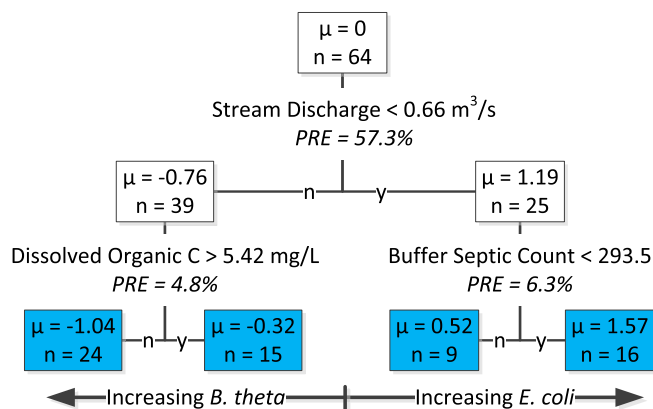 μ = 0
n = 64
Stream Discharge < 0.66 m³/s
PRE = 57.3%
μ = -0.76
n = 39
n
y
μ = 1.19
n = 25
Dissolved Organic C > 5.42 mg/L
PRE = 4.8%
Buffer Septic Count < 293.5
PRE = 6.3%
μ = -1.04
n = 24
n
y
μ = -0.32
n = 15
μ = 0.52
n = 9
n
y
μ = 1.57
n = 16
Increasing B. theta
Increasing E. coli